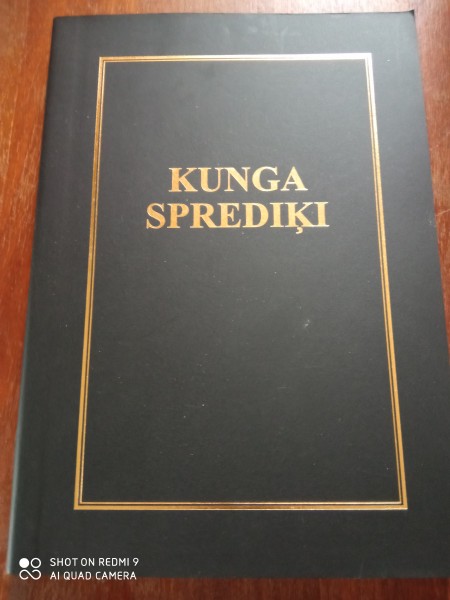 KUNGA
SPREDIĶI
SHOT ON REDMI 9
AI QUAD CAMERA